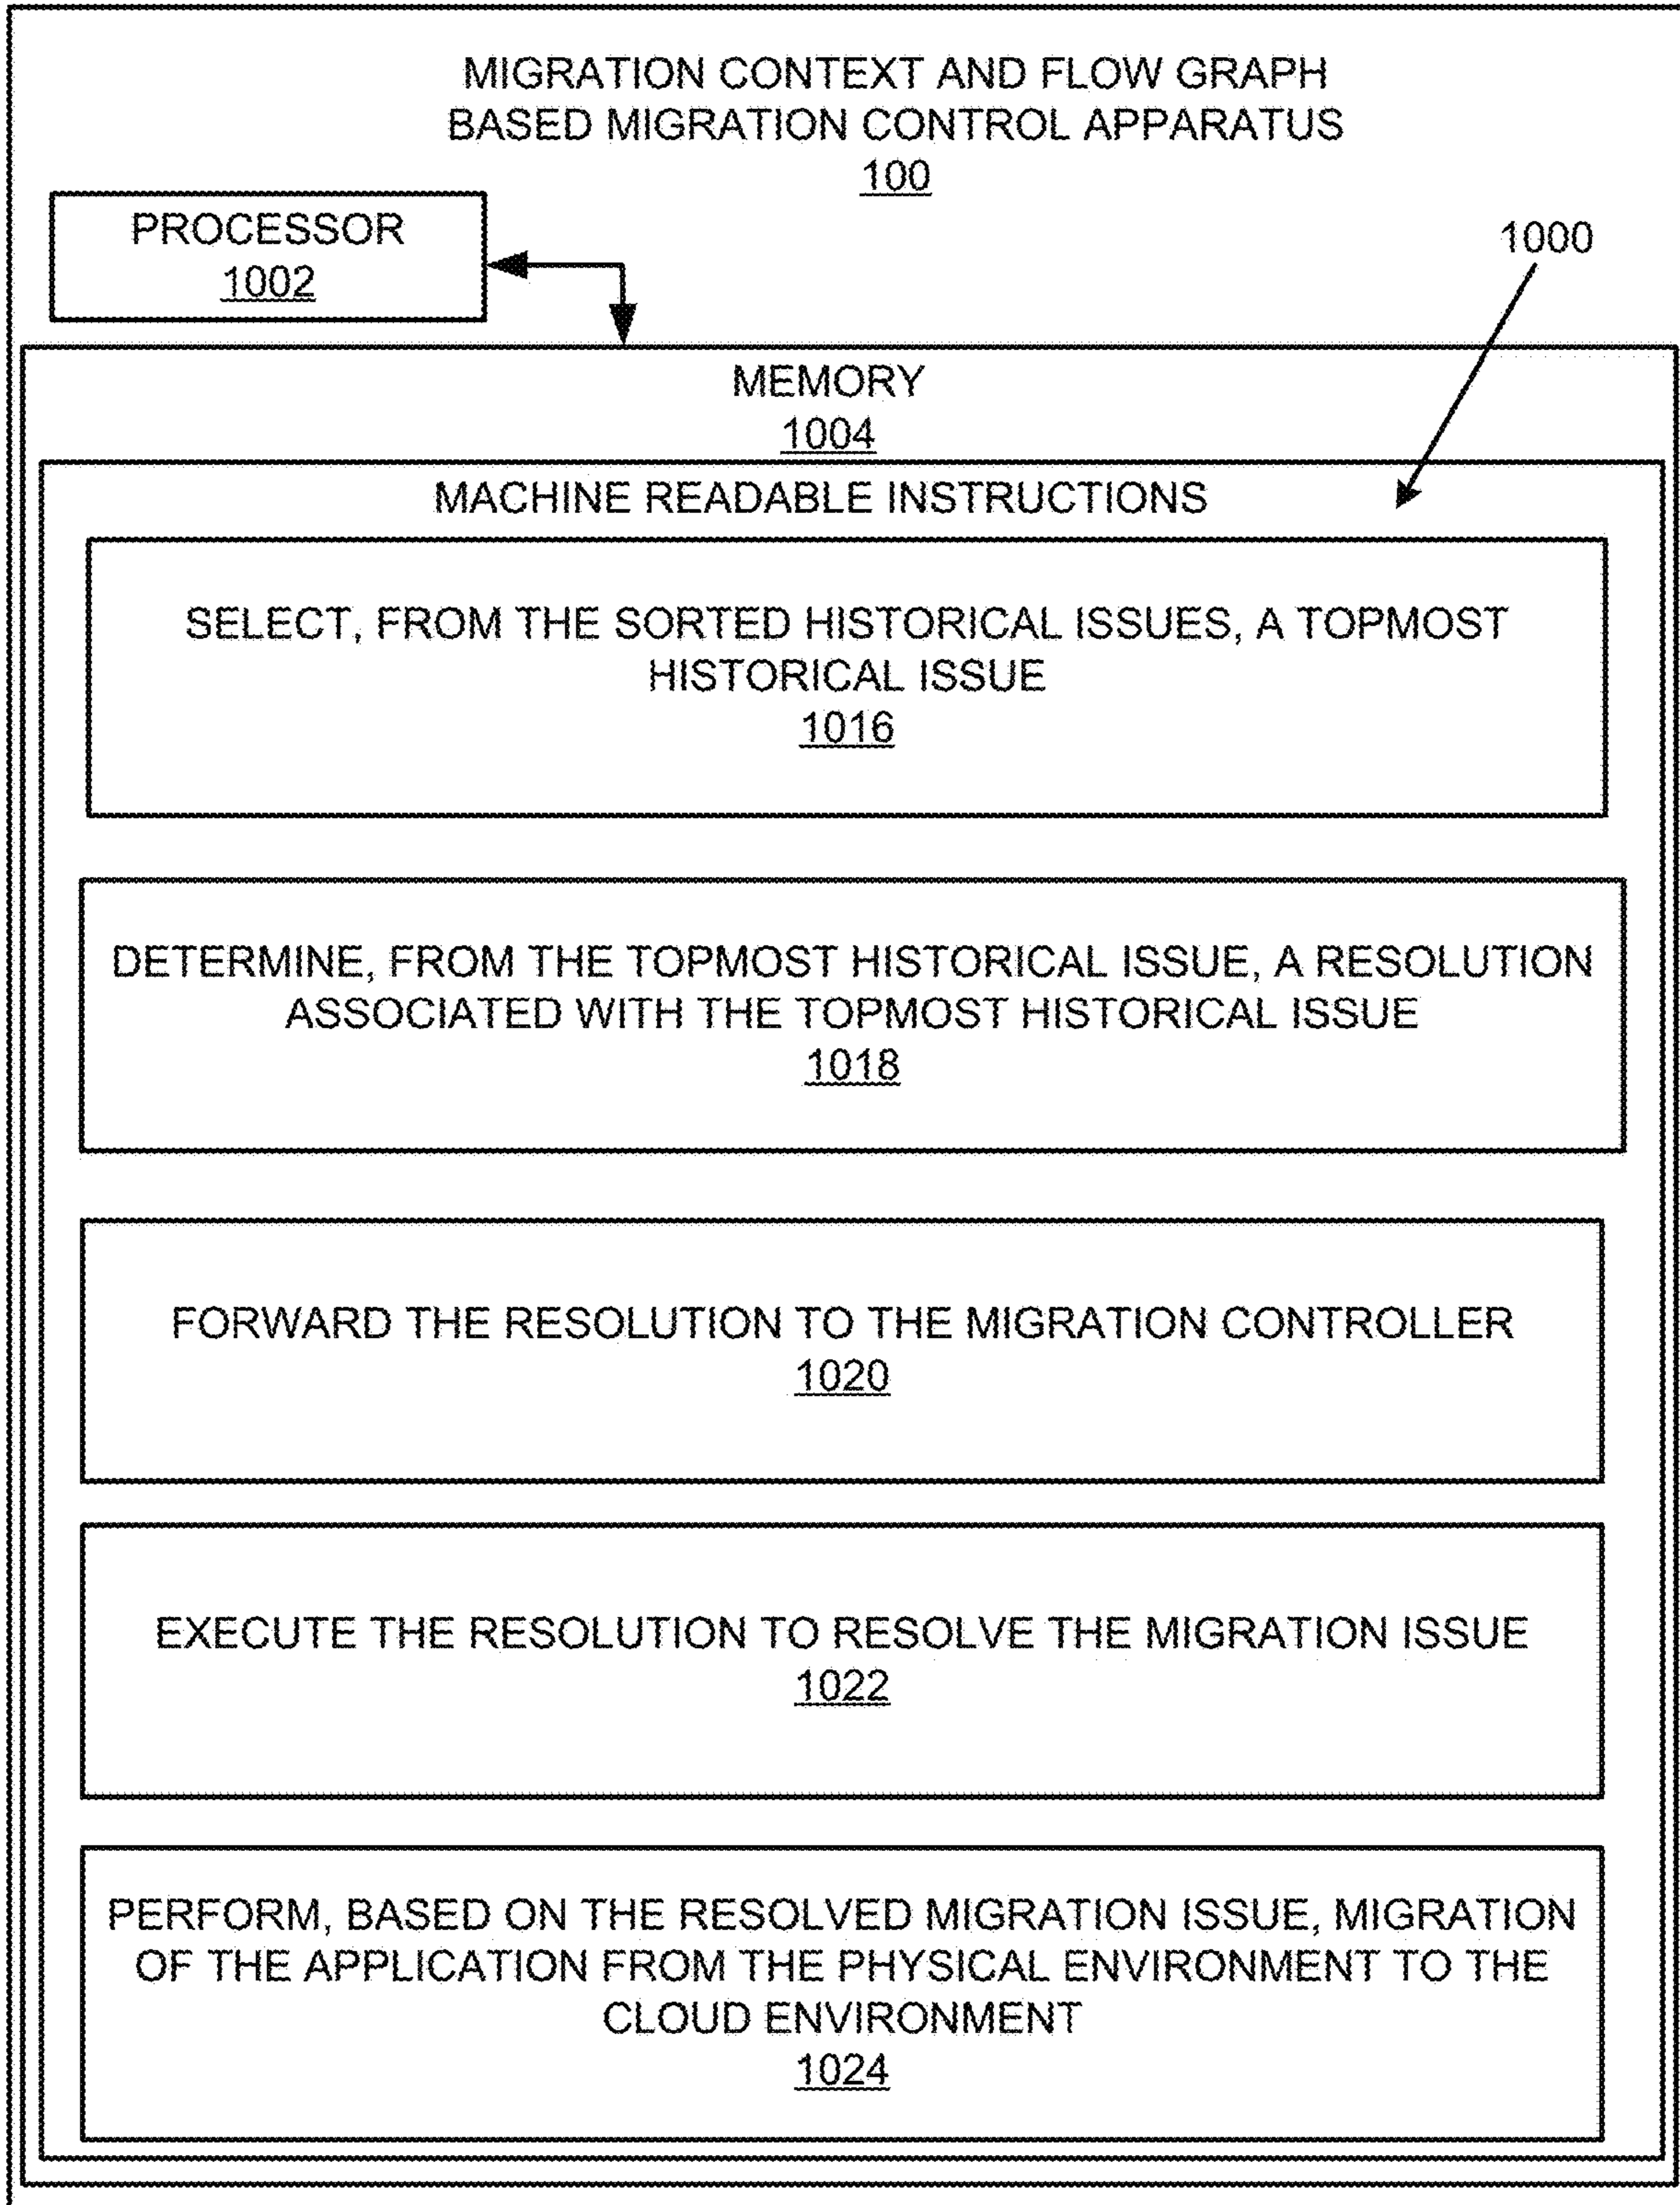 MIGRATION CONTEXT AND FLOW GRAPH
BASED MIGRATION CONTROL APPARATUS
100
PROCESSOR
1002
1000
MEMORY
1004
MACHINE READABLE INSTRUCTIONS
SELECT, FROM THE SORTED HISTORICAL ISSUES, A TOPMOST
HISTORICAL ISSUE
1016
DETERMINE, FROM THE TOPMOST HISTORICAL ISSUE, A RESOLUTION
ASSOCIATED WITH THE TOPMOST HISTORICAL ISSUE
1018
FORWARD THE RESOLUTION TO THE MIGRATION CONTROLLER
1020
EXECUTE THE RESOLUTION TO RESOLVE THE MIGRATION ISSUE
1022
PERFORM, BASED ON THE RESOLVED MIGRATION ISSUE, MIGRATION
OF THE APPLICATION FROM THE PHYSICAL ENVIRONMENT TO THE
CLOUD ENVIRONMENT
1024